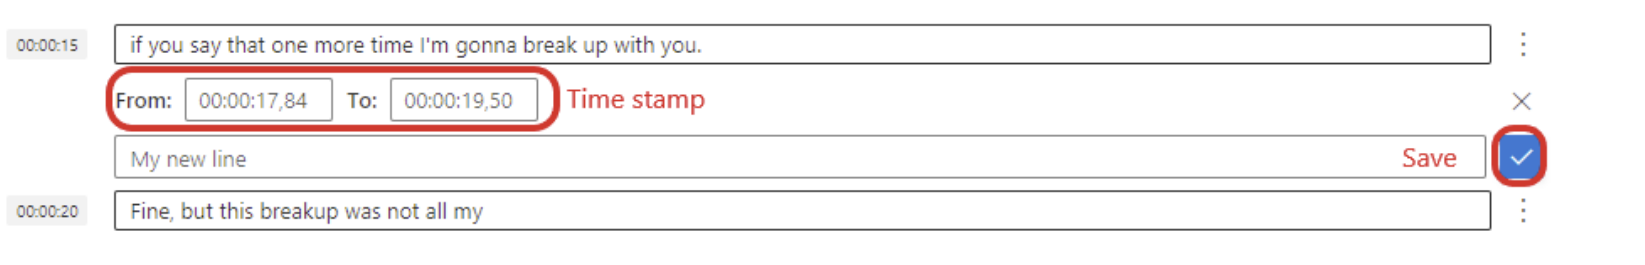 00:00:15 if you say that one more time I'm gonna break up with you.
From: 00:00:17,84 To: 00:00:19,50 Time stamp
My new line Save
00:00:20 Fine, but this breakup was not all my